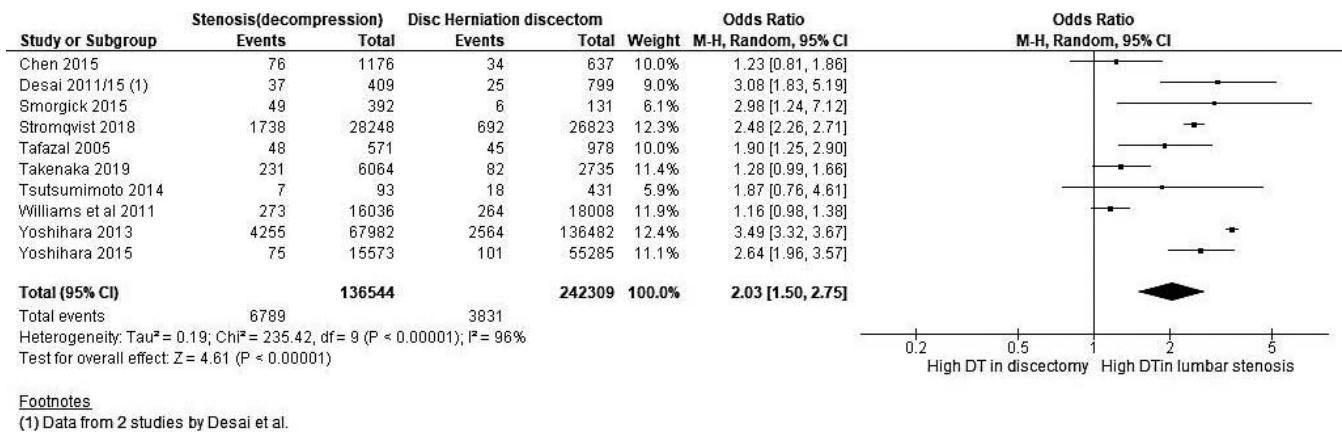 Stenosis(decompression) Disc Herniation discectom Odds Ratio Odds Ratio
Study or Subgroup Events Total Events Total Weight M-H, Random, 95% CI M-H, Random, 95% CI
Chen 2015 76 1176 34 637 10.0% 1.23 [0.81, 1.86]
Desai 2011/15 (1) 37 409 25 799 9.0% 3.08 [1.83, 5.19]
Smorgick 2015 49 392 6 131 6.1% 2.98 [1.24, 7.12]
Stromqvist 2018 1738 28248 692 26823 12.3% 2.48 [2.26, 2.71]
Tafazal 2005 48 571 45 978 10.0% 1.90 [1.25, 2.90]
Takenaka 2019 231 6064 82 2735 11.4% 1.28 [0.99, 1.66]
Tsutsumimoto 2014 7 93 18 431 5.9% 1.87 [0.76, 4.61]
Williams et al 2011 273 16036 264 18008 11.9% 1.16 [0.98, 1.38]
Yoshihara 2013 4255 67982 2564 136482 12.4% 3.49 [3.32, 3.67]
Yoshihara 2015 75 15573 101 55285 11.1% 2.64 [1.96, 3.57]
Total (95% CI) 136544 242309 100.0% 2.03 [1.50, 2.75]
Total events 6789 3831
Heterogeneity: Tau² = 0.19; Chi² = 235.42, df = 9 (P < 0.00001); I² = 96%
Test for overall effect: Z = 4.61 (P < 0.00001)
0.2 0.5 1 2 5
High DT in discectomy High DTin lumbar stenosis
Footnotes
(1) Data from 2 studies by Desai et al.